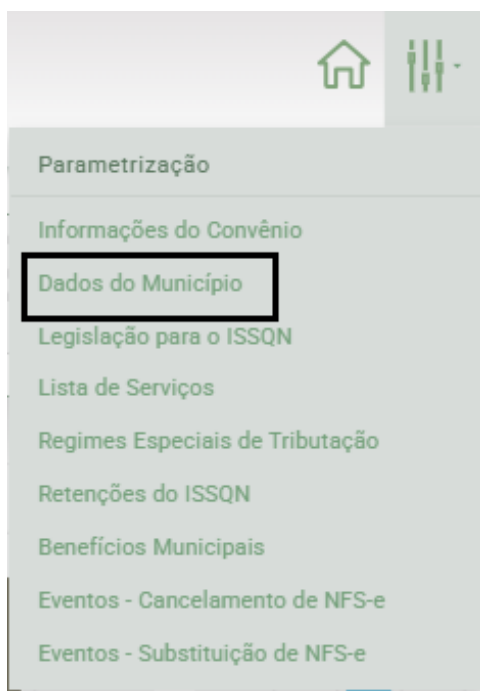 Parametrização
Informações do Convênio
Dados do Município
Legislação para o ISSQN
Lista de Serviços
Regimes Especiais de Tributação
Retenções do ISSQN
Benefícios Municipais
Eventos - Cancelamento de NFS-e
Eventos - Substituição de NFS-e